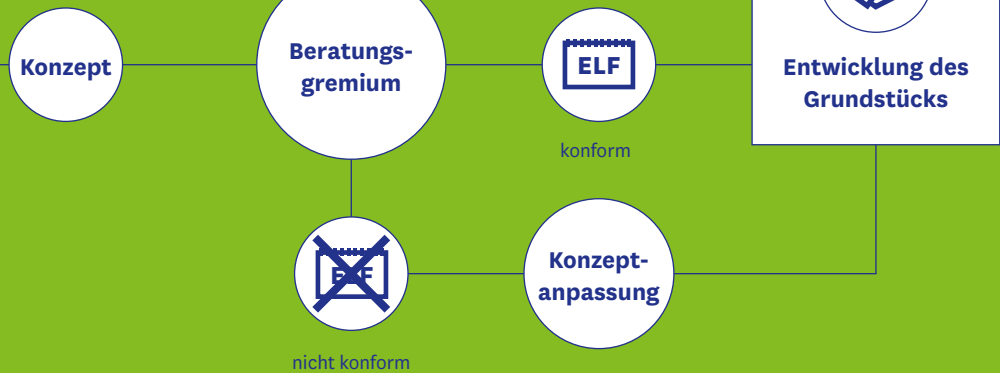 Konzept
Beratungs-
gremium
ELF
konform
Entwicklung des
Grundstücks
ELF
nicht konform
Konzept-
anpassung